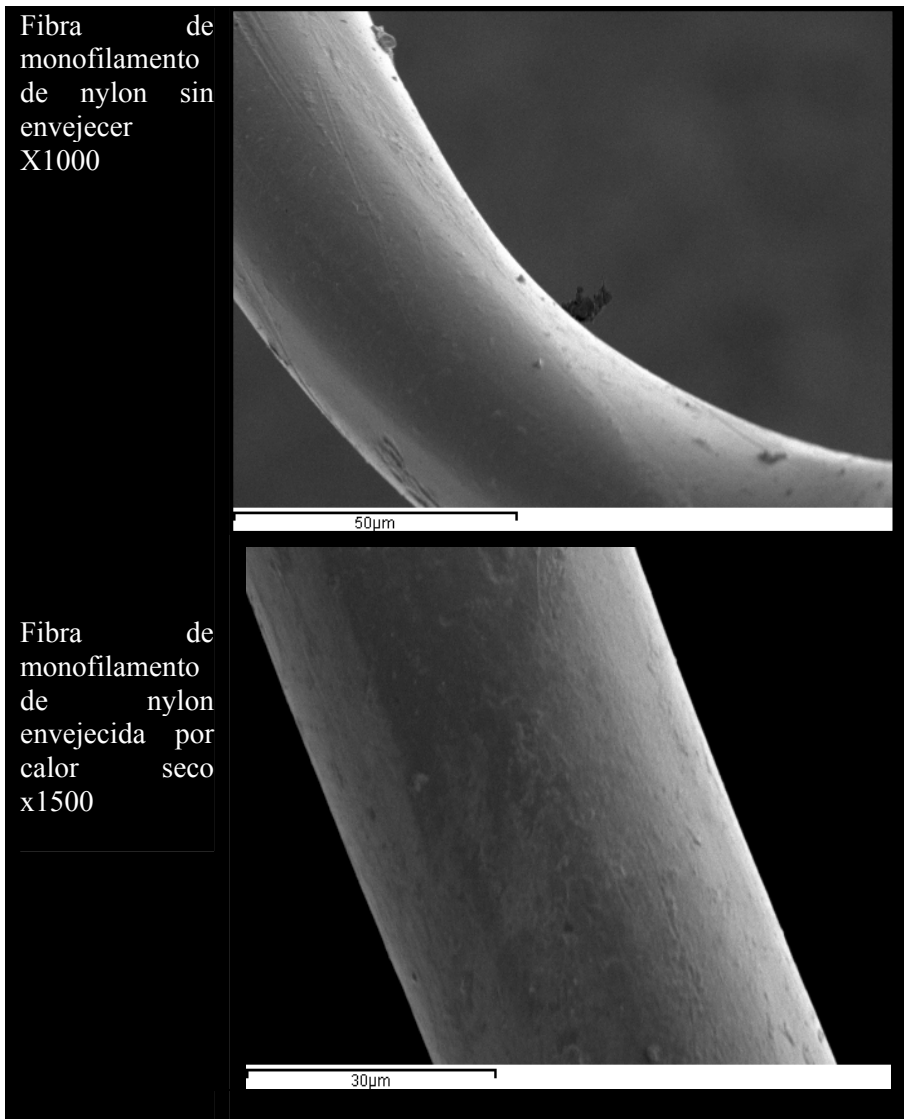 Fibra de
monofilamento
de nylon sin
envejecer
X1000
50µm
Fibra de
monofilamento
de nylon
envejecida por
calor seco
x1500
30µm